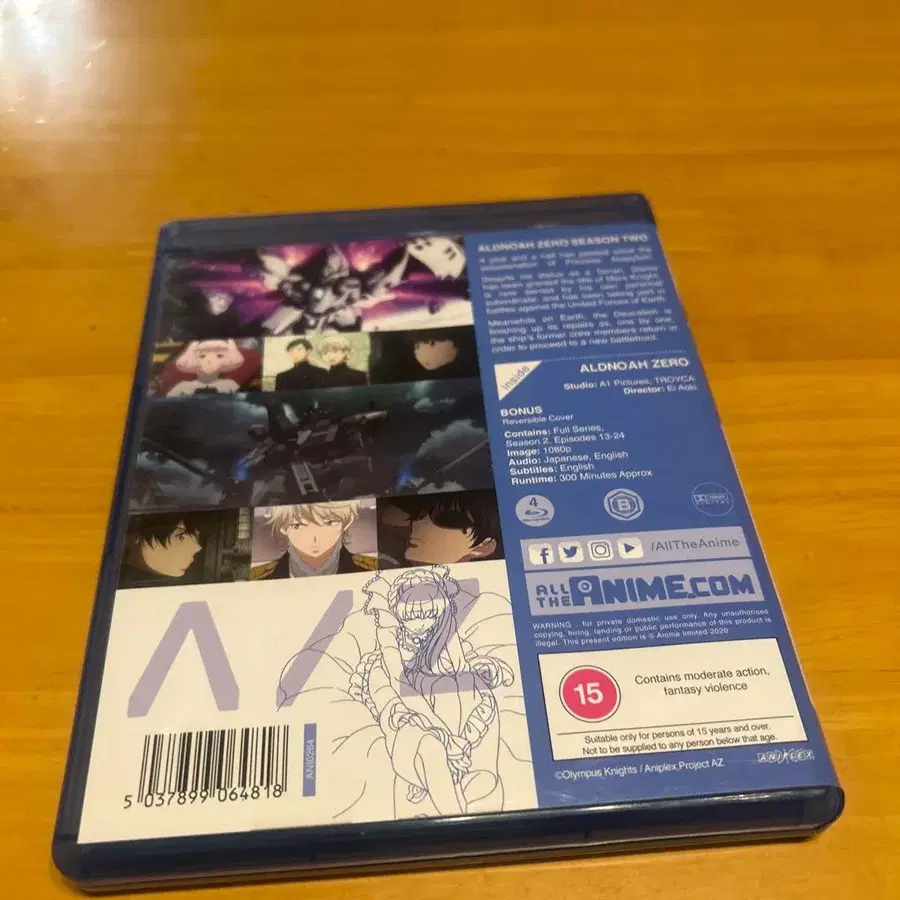 ALDNOAH ZERO SEASON TWO
A year and a half has passed since the
assassination of Princess Asseylum.
Despite his status as a Terran, Slaine
has been granted the title of Mars Knight,
is now served by his own personal
subordinate, and has been taking part in
battles against the United Forces of Earth.
Meanwhile on Earth, the Deucalion is
finishing up its repairs as, one by one,
the ship's former crew members return in
order to proceed to a new battlefront.
inside
ALDNOAH ZERO
Studio: A1 Pictures, TROYCA
Director: Ei Aoki
BONUS
Reversible Cover
Contains: Full Series,
Season 2, Episodes 13-24
Image: 1080p
Audio: Japanese, English
Subtitles: English
Runtime: 300 Minutes Approx
4
B
DOLBY
DIGITAL
/AllTheAnime
ALL THE ANIME.COM
WARNING : for private domestic use only. Any unauthorised
copying, hiring, lending or public performance of this product is
illegal. This present edition is © Anime limited 2020
15
Contains moderate action,
fantasy violence
Suitable only for persons of 15 years and over.
Not to be supplied to any person below that age.
ANIPLEX
©Olympus Knights / Aniplex,Project AZ
A/Z
ANI0264
5 037899 064818